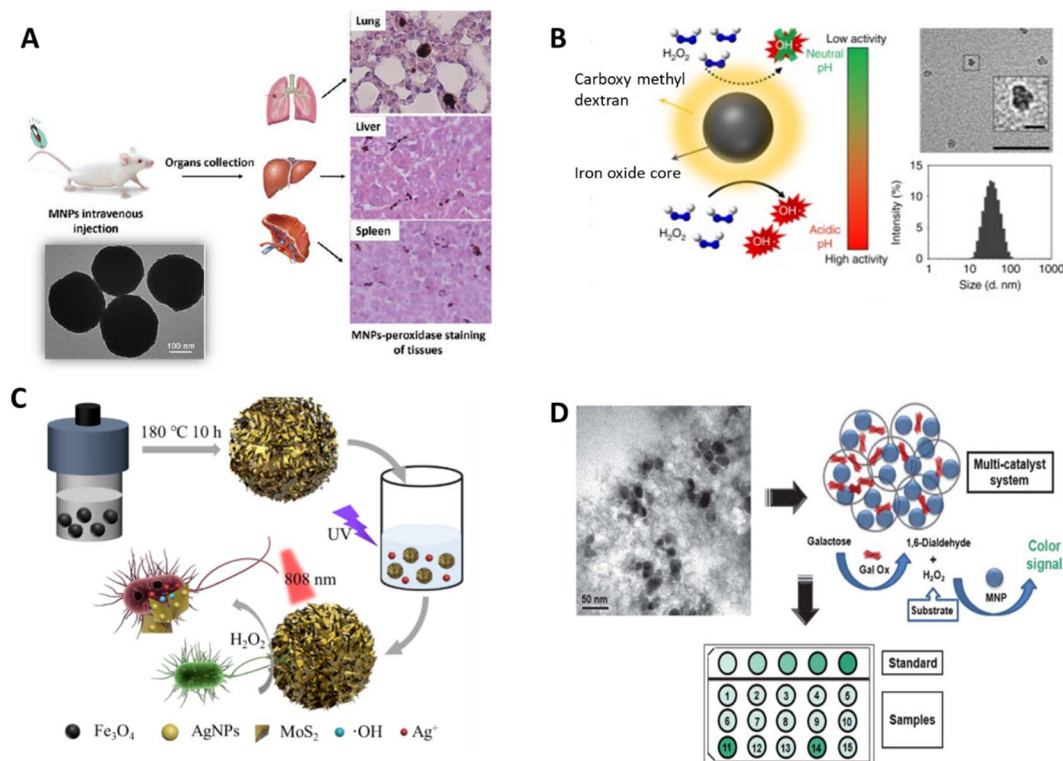 A
MNPs intravenous
injection
100 nm
Organs collection
Lung
Liver
Spleen
MNPs-peroxidase staining
of tissues
B
H₂O₂
OH·
Low activity
Neutral
pH
Carboxy methyl
dextran
Iron oxide core
H₂O₂
OH·
OH·
Acidic
pH
High activity
Intensity (%)
15
10
5
0
1 10 100 1000
Size (d. nm)
C
180 °C 10 h
UV
808 nm
H₂O₂
Fe₃O₄ AgNPs MoS₂ ·OH Ag⁺
D
50 nm
Multi-catalyst
system
Galactose
Gal Ox
1,6-Dialdehyde
+
H₂O₂
Substrate
MNP
Color
signal
Standard
1 2 3 4 5
6 7 8 9 10
11 12 13 14 15
Samples